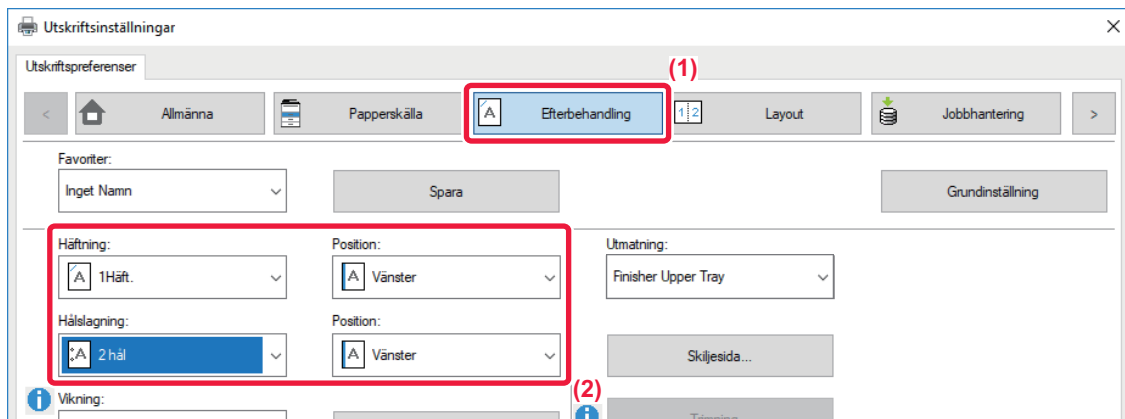 Utskriftsinställningar
Utskriftspreferenser
(1)
< Allmänna Papperskälla A Efterbehandling 1 2 Layout Jobbhantering >
Favoriter:
Inget Namn Spara Grundinställning
Häftning: Position: Utmatning:
A 1Häft. A Vänster Finisher Upper Tray
Hålslagning: Position:
A 2 hål A Vänster Skiljesida...
(2)
i Vikning: i